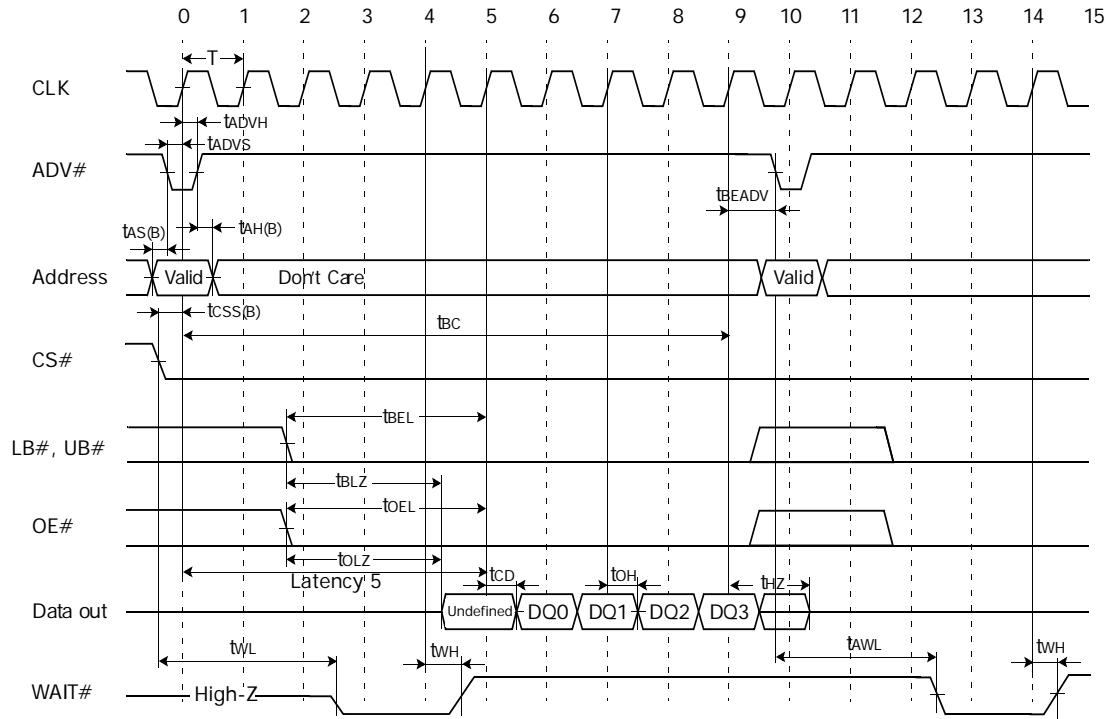 0 1 2 3 4 5 6 7 8 9 10 11 12 13 14 15
T
CLK
tADVH
tADVS
ADV#
tBEADV
tAS(B) tAH(B)
Address Valid Don't Care Valid
tCSS(B)
tBC
CS#
tBEL
LB#, UB#
tBLZ
tOEL
OE#
tOLZ
Latency 5 tCD tOH tHZ
Data out Undefined DQ0 DQ1 DQ2 DQ3
tWL tWH tAWL tWH
WAIT# High-Z